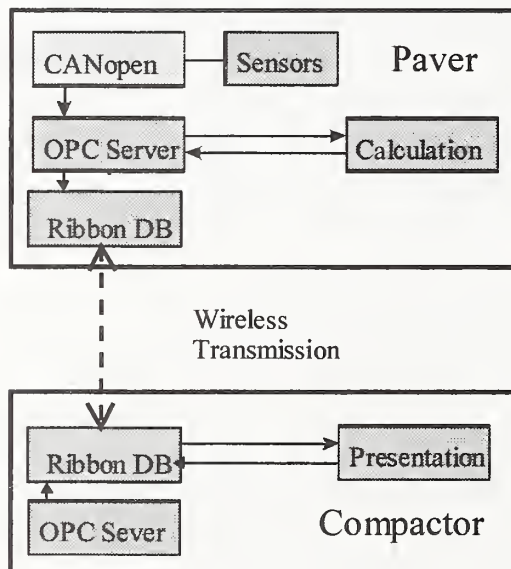 CANopen
Sensors
Paver
OPC Server
Calculation
Ribbon DB
Wireless
Transmission
Ribbon DB
Presentation
OPC Sever
Compactor